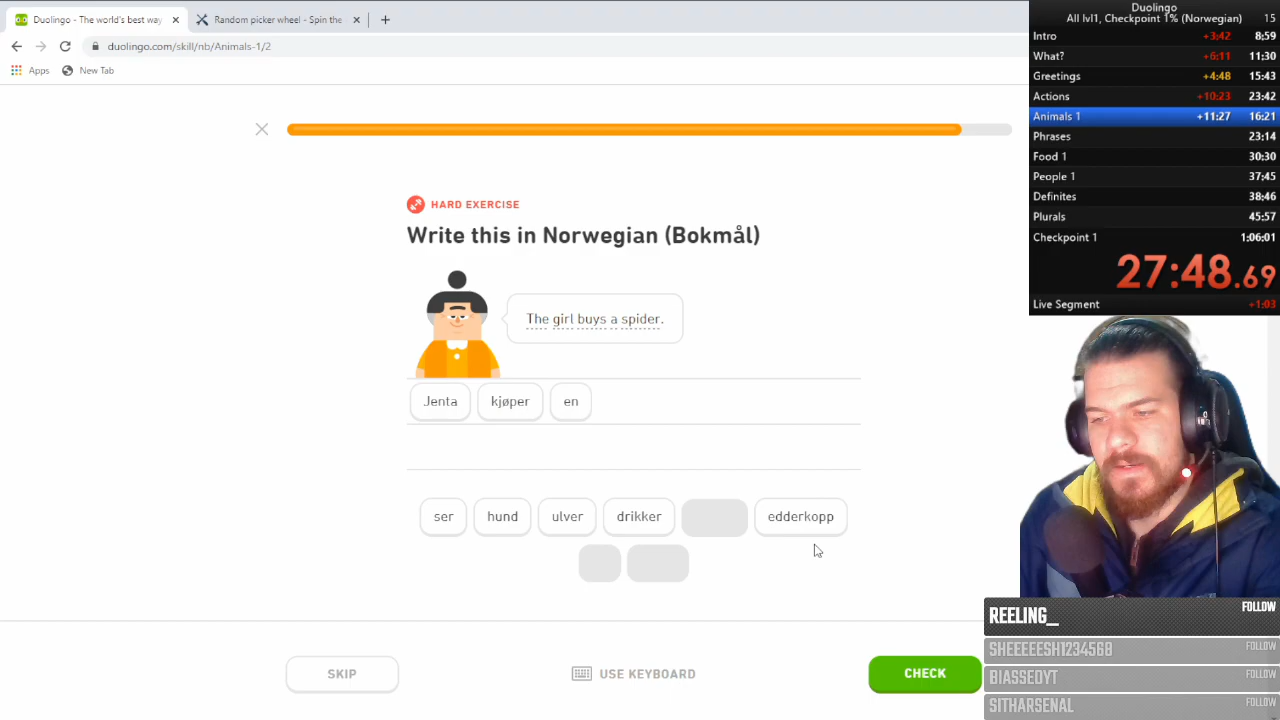 Duolingo - The world's best way
Random picker wheel - Spin the
duolingo.com/skill/nb/Animals-1/2
Apps
New Tab
HARD EXERCISE
Write this in Norwegian (Bokmål)
The girl buys a spider.
Jenta kjøper en
ser hund ulver drikker edderkopp
SKIP
USE KEYBOARD
CHECK
Duolingo
All lvl1, Checkpoint 1% (Norwegian) 15
Intro +3:42 8:59
What? +6:11 11:30
Greetings +4:48 15:43
Actions +10:23 23:42
Animals 1 +11:27 16:21
Phrases 23:14
Food 1 30:30
People 1 37:45
Definites 38:46
Plurals 45:57
Checkpoint 1 1:06:01
27:48.69
Live Segment +1:03
REELING_ FOLLOW
SHEEEEESH1234568 FOLLOW
BIASSEDYT FOLLOW
SITHARSENAL FOLLOW